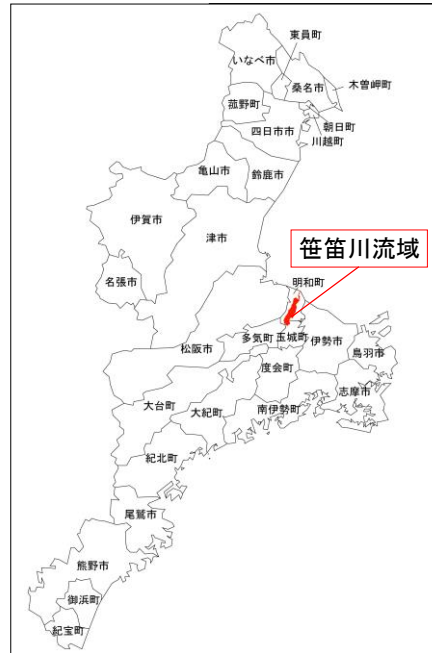 東員町
いなべ市
桑名市
木曽岬町
菰野町
朝日町
四日市市
川越町
亀山市
鈴鹿市
伊賀市
津市
笹笛川流域
名張市
明和町
松阪市
多気町
玉城町
伊勢市
鳥羽市
度会町
志摩市
大台町
大紀町
南伊勢町
紀北町
尾鷲市
熊野市
御浜町
紀宝町